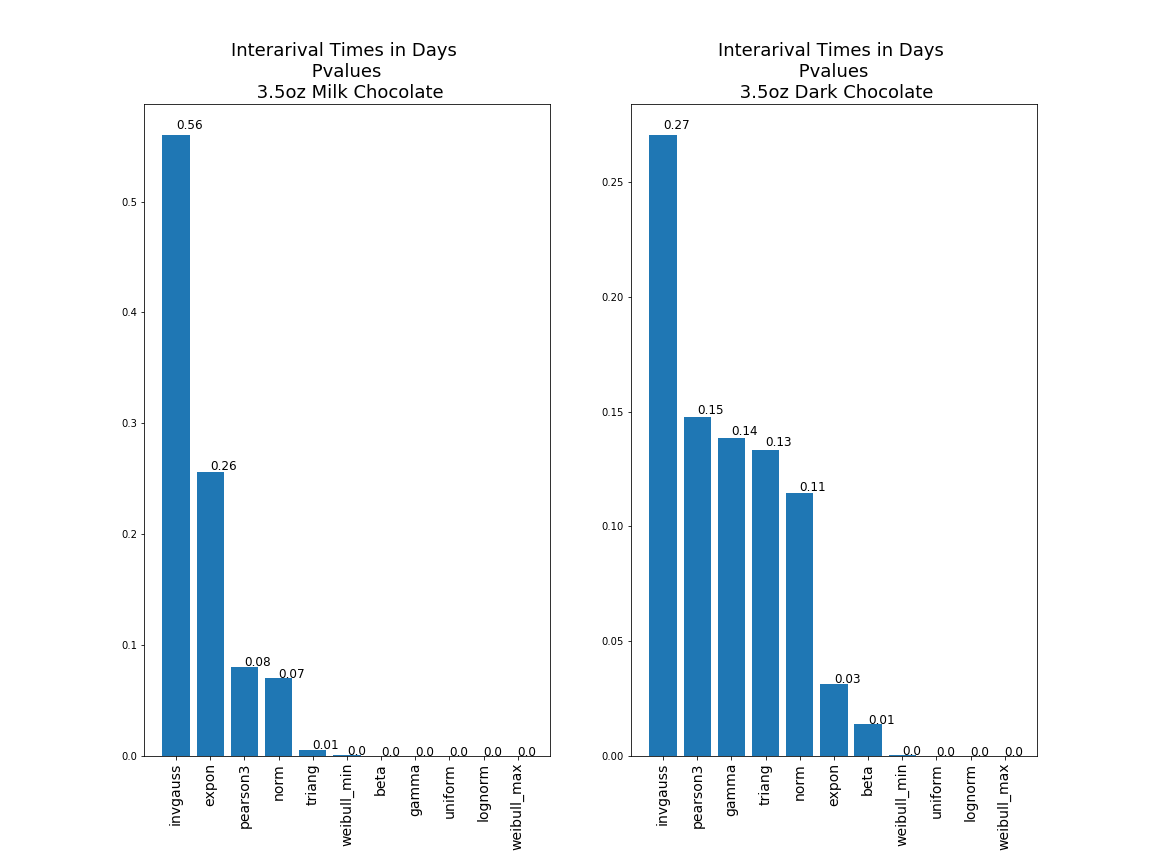 Interarival Times in Days
Pvalues
3.5oz Milk Chocolate
0.56
0.26
0.08
0.07
0.01
0.0
0.0
0.0
0.0
0.0
0.0
0.5
0.4
0.3
0.2
0.1
0.0
invgauss
expon
pearson3
norm
triang
weibull_min
beta
gamma
uniform
lognorm
weibull_max
Interarival Times in Days
Pvalues
3.5oz Dark Chocolate
0.27
0.15
0.14
0.13
0.11
0.03
0.01
0.0
0.0
0.0
0.0
0.25
0.20
0.15
0.10
0.05
0.00
invgauss
pearson3
gamma
triang
norm
expon
beta
weibull_min
uniform
lognorm
weibull_max